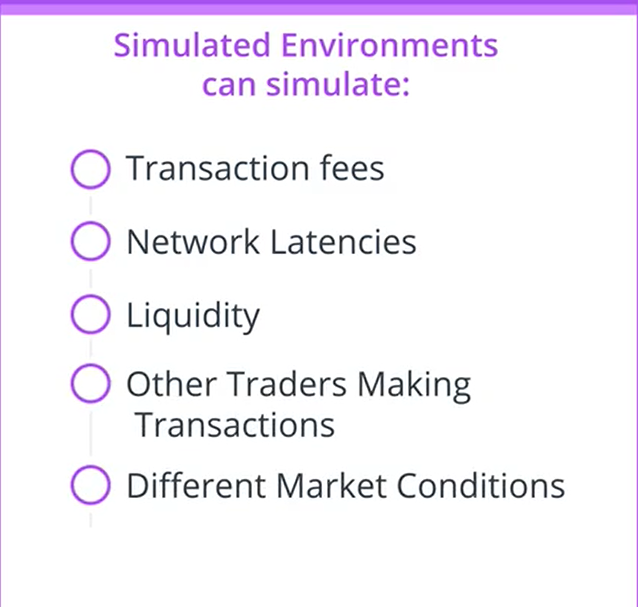 Simulated Environments
can simulate:
Transaction fees
Network Latencies
Liquidity
Other Traders Making
Transactions
Different Market Conditions